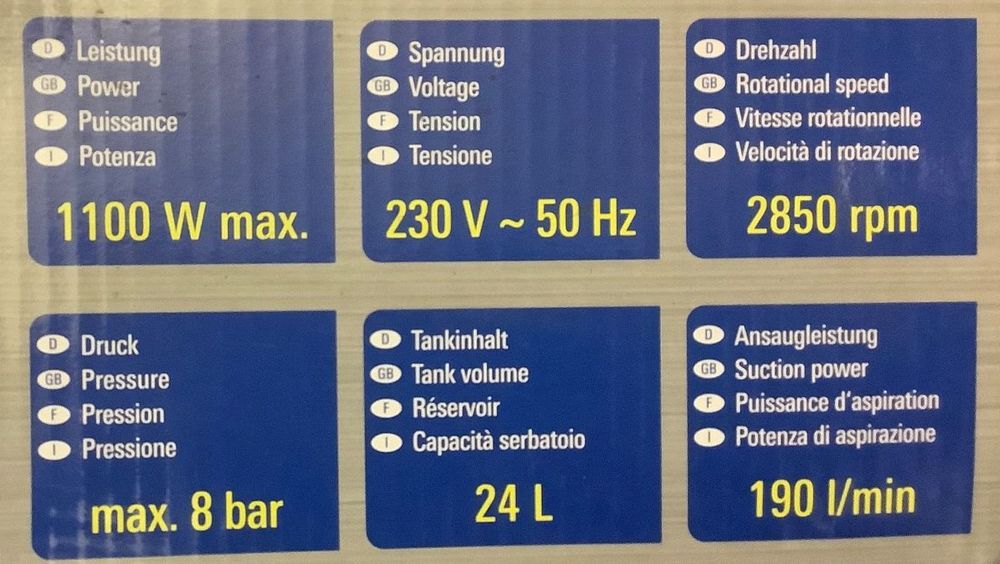 D Leistung
GB Power
F Puissance
I Potenza
1100 W max.
D Spannung
GB Voltage
F Tension
I Tensione
230 V ~ 50 Hz
D Drehzahl
GB Rotational speed
F Vitesse rotationnelle
I Velocità di rotazione
2850 rpm
D Druck
GB Pressure
F Pression
I Pressione
max. 8 bar
D Tankinhalt
GB Tank volume
F Réservoir
I Capacità serbatoio
24 L
D Ansaugleistung
GB Suction power
F Puissance d'aspiration
I Potenza di aspirazione
190 l/min